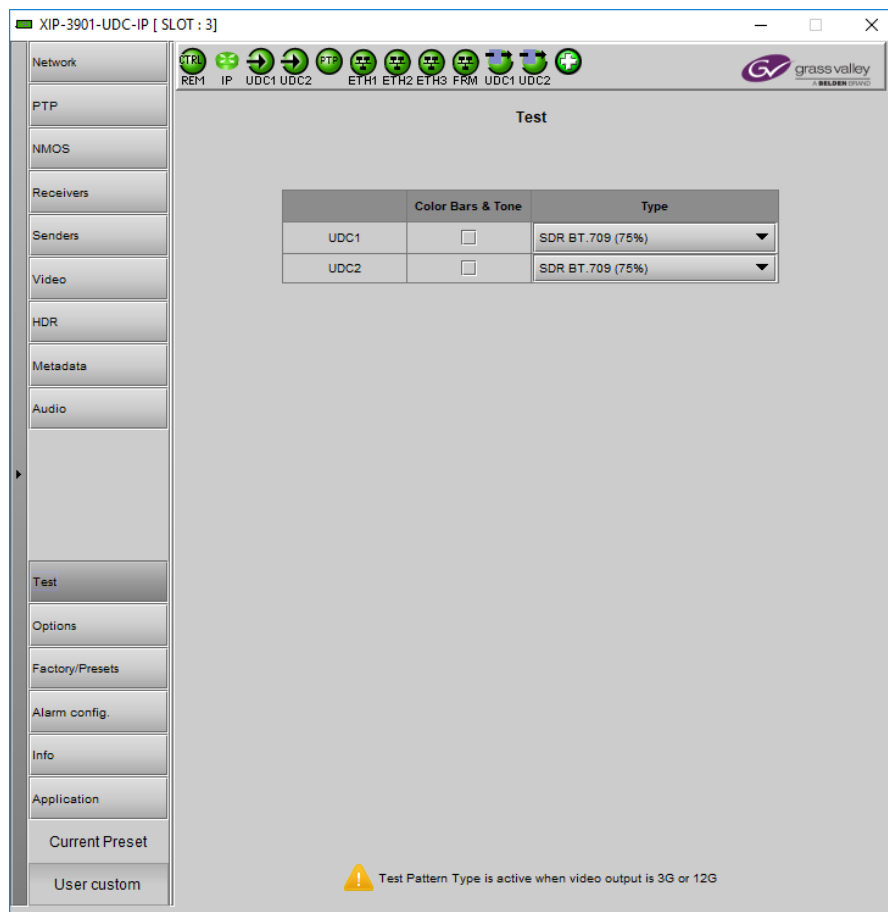 XIP-3901-UDC-IP [ SLOT : 3]
Network
PTP
NMOS
Receivers
Senders
Video
HDR
Metadata
Audio
Test
Options
Factory/Presets
Alarm config.
Info
Application
Current Preset
User custom
CTRL PTP
REM IP UDC1 UDC2 ETH1 ETH2 ETH3 FRM UDC1 UDC2
GV grass valley
A BELDEN BRAND
Test
Color Bars & Tone Type
UDC1 SDR BT.709 (75%)
UDC2 SDR BT.709 (75%)
Test Pattern Type is active when video output is 3G or 12G